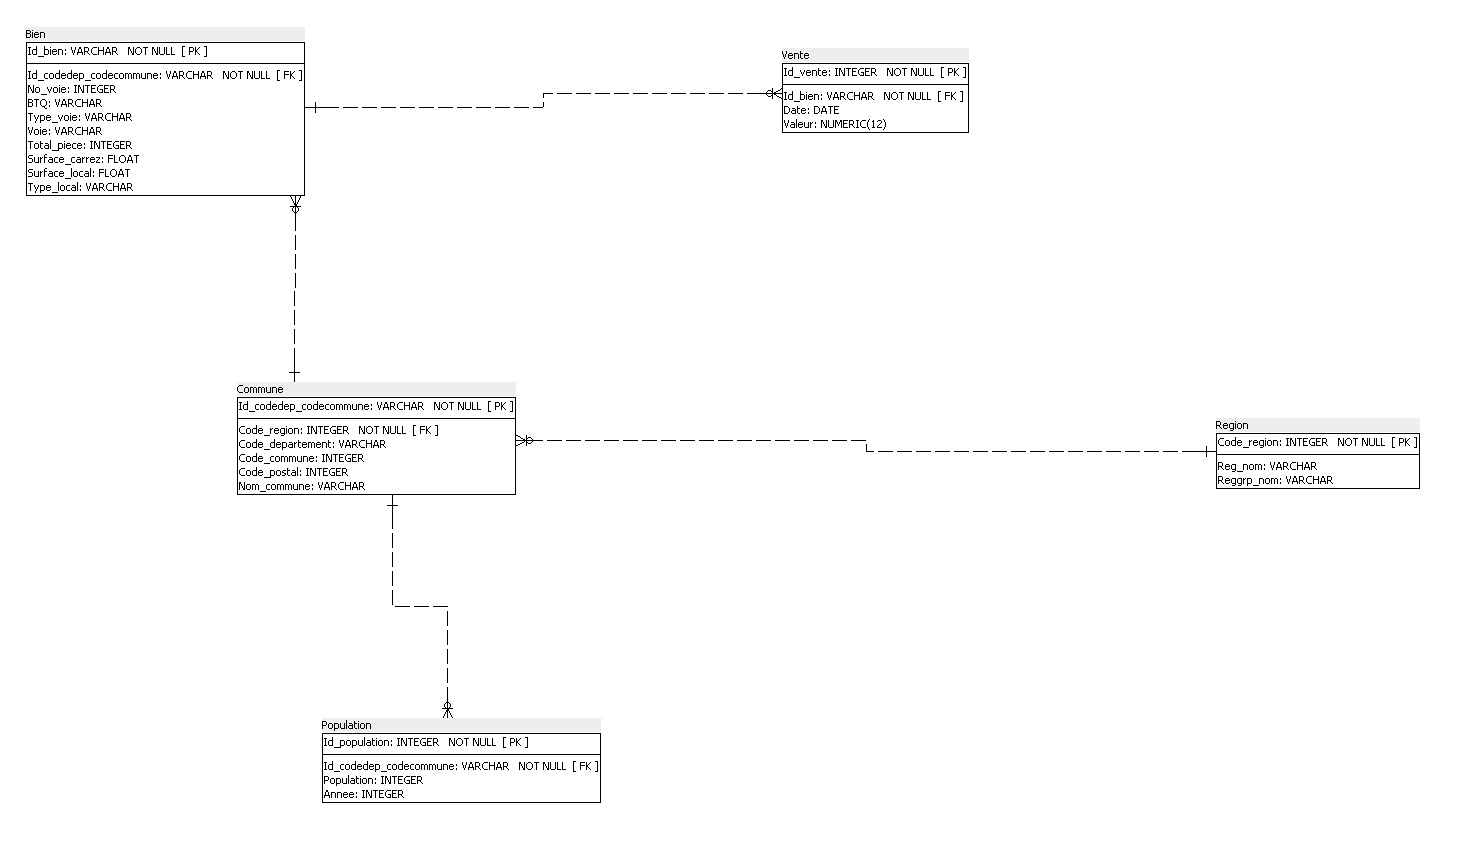 Bien
Id_bien: VARCHAR NOT NULL [ PK ]
Id_codedep_codecommune: VARCHAR NOT NULL [ FK ]
No_voie: INTEGER
BTQ: VARCHAR
Type_voie: VARCHAR
Voie: VARCHAR
Total_piece: INTEGER
Surface_carrez: FLOAT
Surface_local: FLOAT
Type_local: VARCHAR
Vente
Id_vente: INTEGER NOT NULL [ PK ]
Id_bien: VARCHAR NOT NULL [ FK ]
Date: DATE
Valeur: NUMERIC(12)
Commune
Id_codedep_codecommune: VARCHAR NOT NULL [ PK ]
Code_region: INTEGER NOT NULL [ FK ]
Code_departement: VARCHAR
Code_commune: INTEGER
Code_postal: INTEGER
Nom_commune: VARCHAR
Region
Code_region: INTEGER NOT NULL [ PK ]
Reg_nom: VARCHAR
Reggrp_nom: VARCHAR
Population
Id_population: INTEGER NOT NULL [ PK ]
Id_codedep_codecommune: VARCHAR NOT NULL [ FK ]
Population: INTEGER
Annee: INTEGER